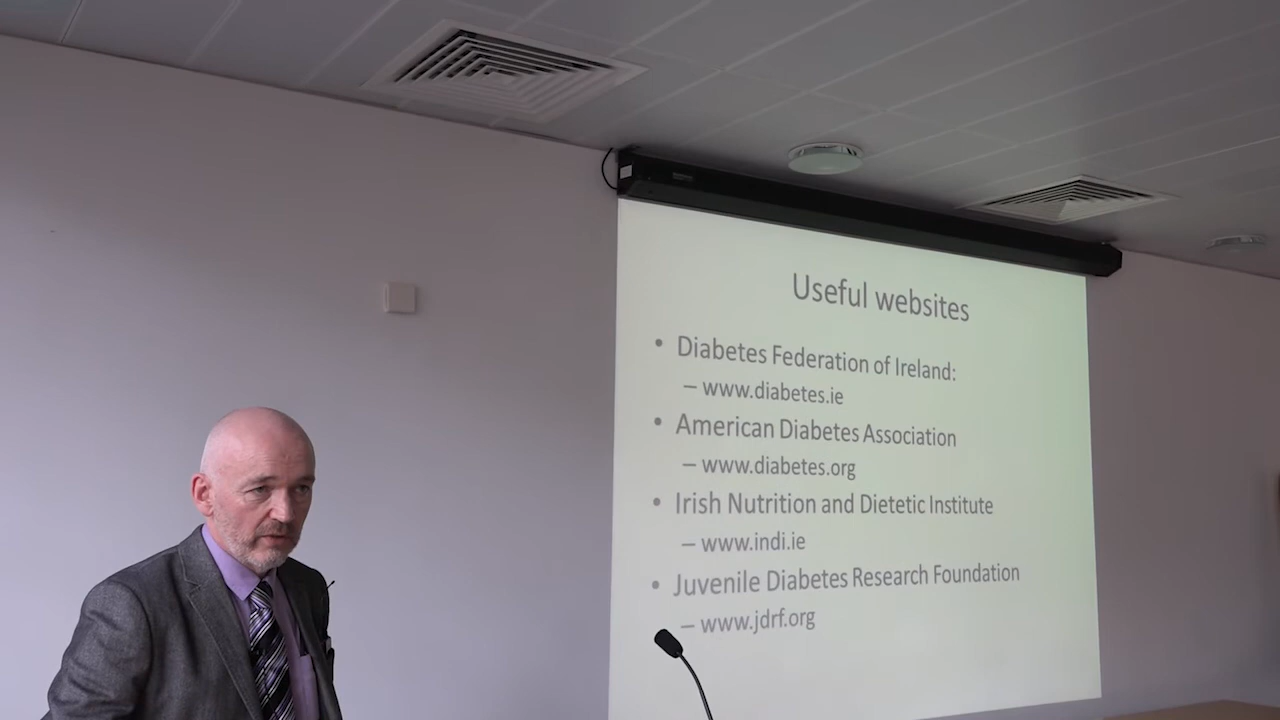 Useful websites
• Diabetes Federation of Ireland:
– www.diabetes.ie
• American Diabetes Association
– www.diabetes.org
• Irish Nutrition and Dietetic Institute
– www.indi.ie
• Juvenile Diabetes Research Foundation
– www.jdrf.org